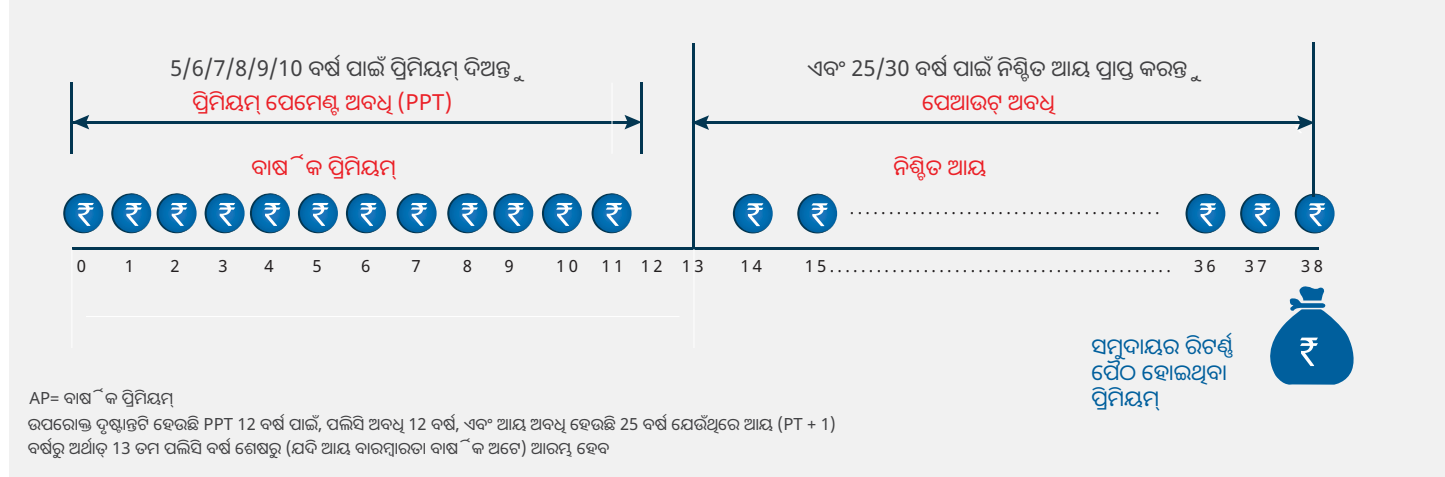 5/6/7/8/9/10 ବର୍ଷ ପାଇଁ ପ୍ରିମିୟମ୍ ଦିଅନ୍ତୁ
ପ୍ରିମିୟମ୍ ପେମେଣ୍ଟ ଅବଧି (PPT)
ବାର୍ଷିକ ପ୍ରିମିୟମ୍
ଏବଂ 25/30 ବର୍ଷ ପାଇଁ ନିଶ୍ଚିତ ଆୟ ପ୍ରାପ୍ତ କରନ୍ତୁ
ପେଆଉଟ୍ ଅବଧି
ନିଶ୍ଚିତ ଆୟ
₹ ₹ ₹ ₹ ₹ ₹ ₹ ₹ ₹ ₹ ₹ ₹ ₹ ₹ ........................................ ₹ ₹ ₹
0 1 2 3 4 5 6 7 8 9 10 11 12 13 14 15............................................ 36 37 38
₹
ସମୁଦାୟର ରିଟର୍ଣ୍ଣ
ପୈଠ ହୋଇଥିବା
ପ୍ରିମିୟମ୍
AP= ବାର୍ଷିକ ପ୍ରିମିୟମ୍
ଉପରୋକ୍ତ ଦୃଷ୍ଟାନ୍ତଟି ହେଉଛି PPT 12 ବର୍ଷ ପାଇଁ, ପଲିସି ଅବଧି 12 ବର୍ଷ, ଏବଂ ଆୟ ଅବଧି ହେଉଛି 25 ବର୍ଷ ଯେଉଁଥିରେ ଆୟ (PT + 1)
ବର୍ଷରୁ ଅର୍ଥାତ୍ 13 ତମ ପଲିସି ବର୍ଷ ଶେଷରୁ (ଯଦି ଆୟ ବାରମ୍ବାରତା ବାର୍ଷିକ ଅଟେ) ଆରମ୍ଭ ହେବ